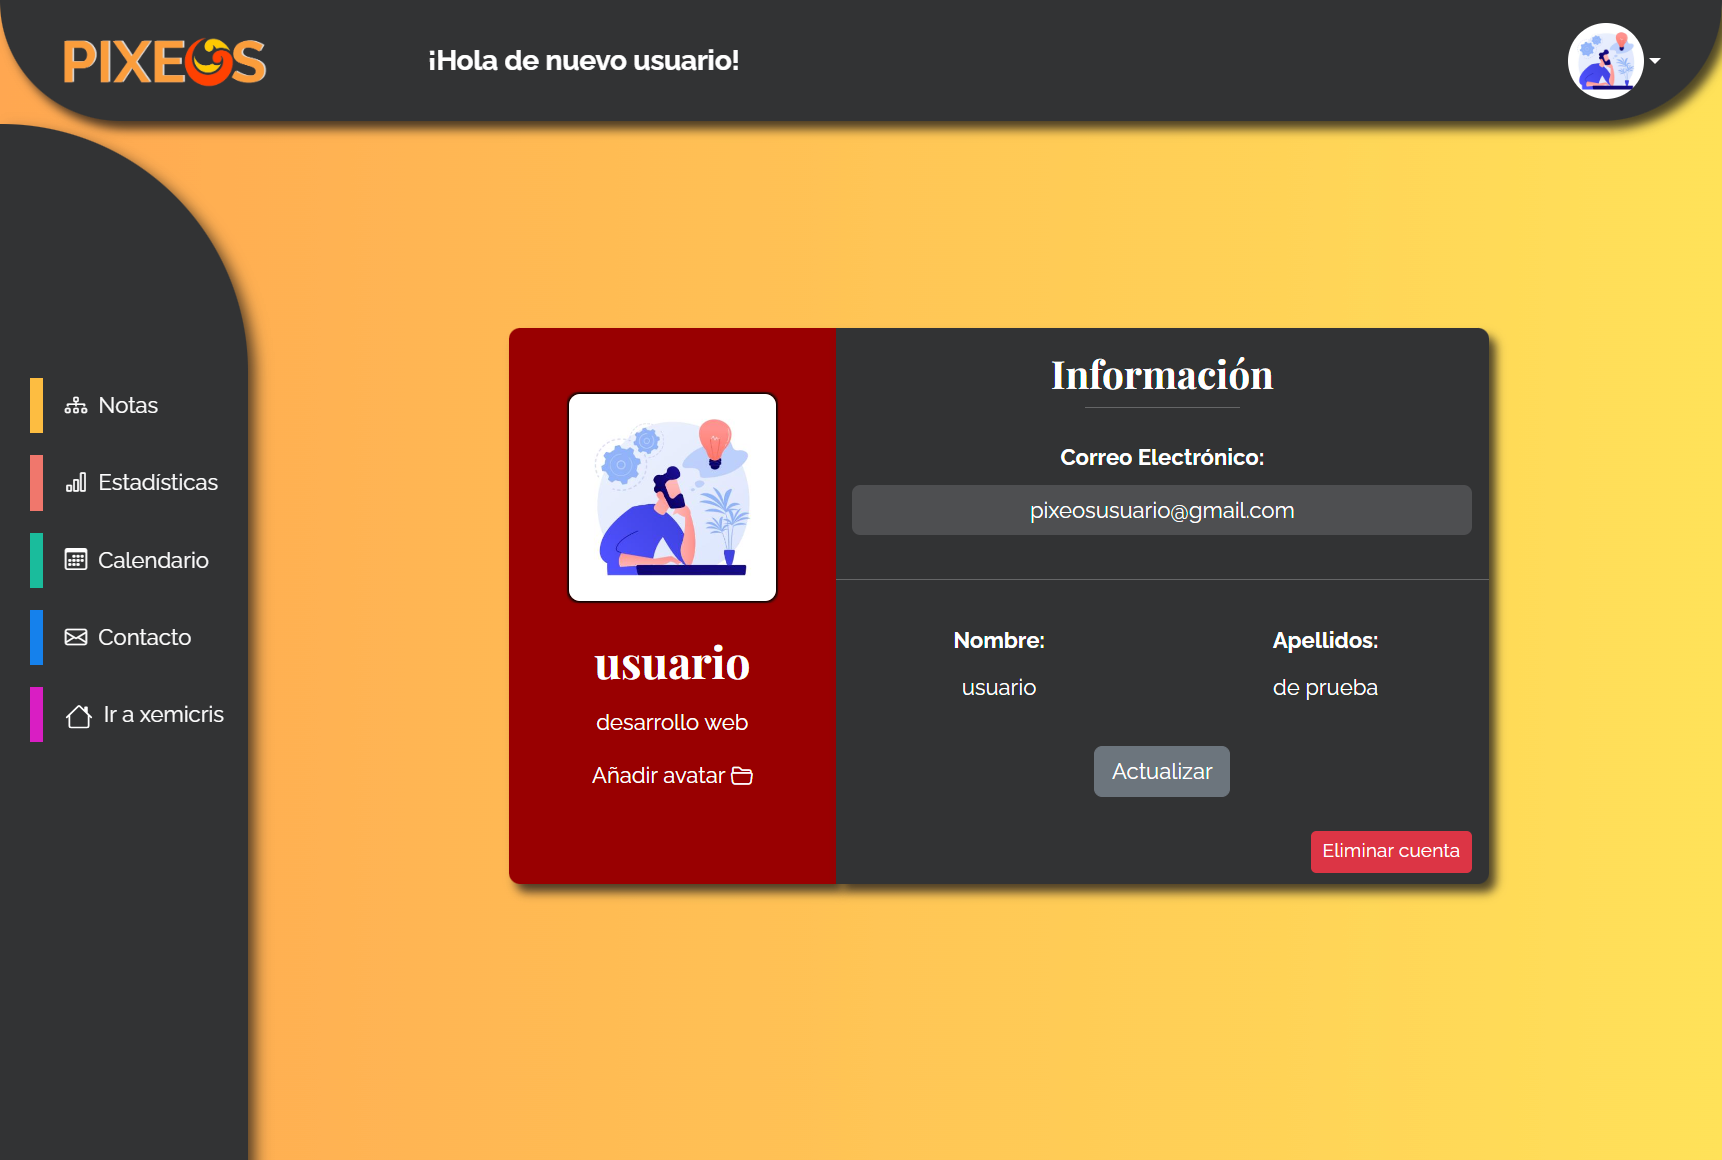 PIXEOS
¡Hola de nuevo usuario!
Notas
Estadísticas
Calendario
Contacto
Ir a xemicris
usuario
desarrollo web
Añadir avatar
Información
Correo Electrónico:
pixeosusuario@gmail.com
Nombre: Apellidos:
usuario de prueba
Actualizar
Eliminar cuenta